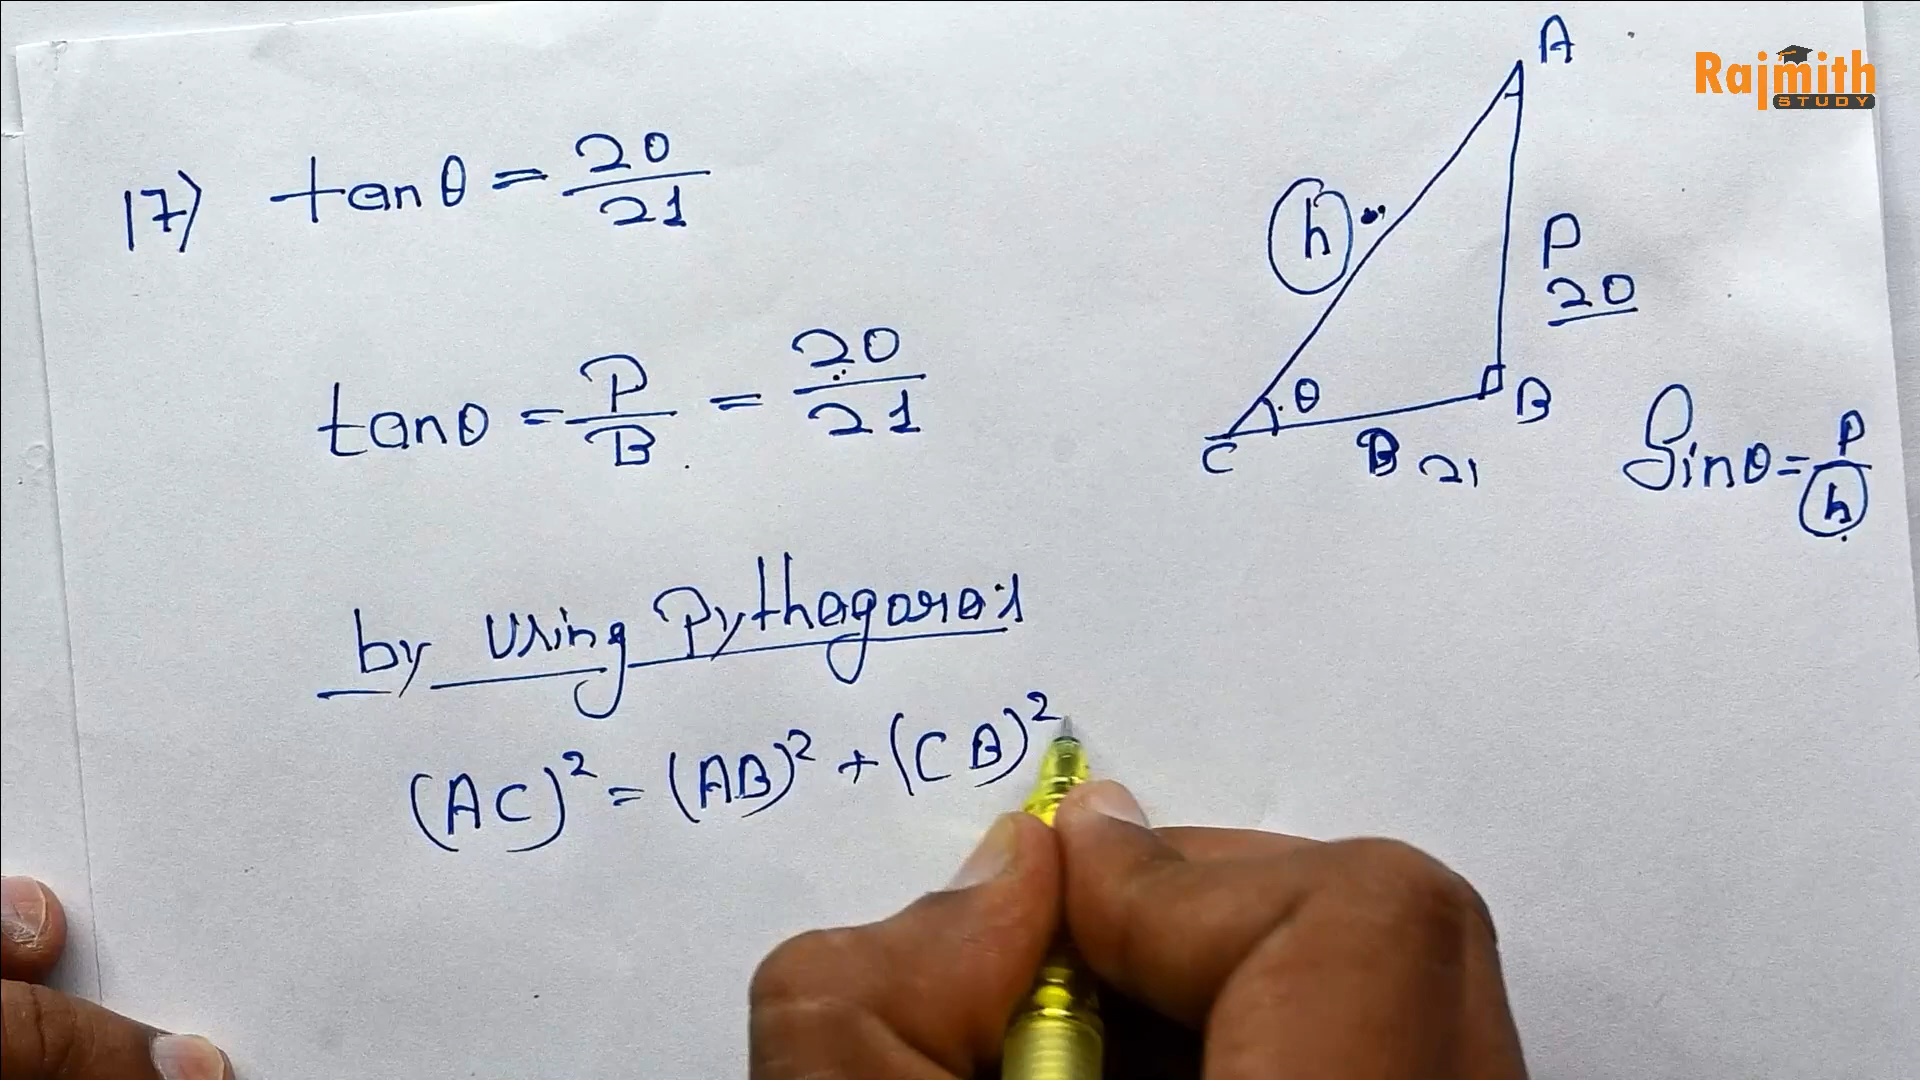 17) tanθ = 20/21
tanθ = P/B = 20/21
by Using Pythagoras
(AC)² = (AB)² + (CB)²
A
h
P
20
θ
B
C
B 21
Sinθ = P/h
Rajmith
STUDY